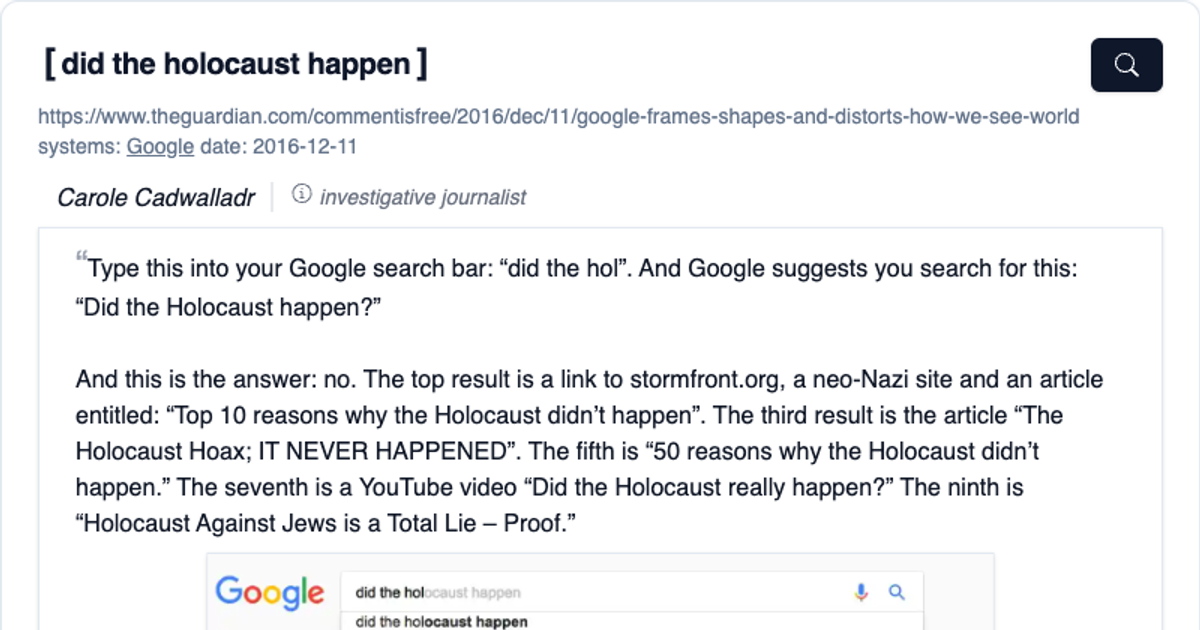 [ did the holocaust happen ]
https://www.theguardian.com/commentisfree/2016/dec/11/google-frames-shapes-and-distorts-how-we-see-world
systems: Google date: 2016-12-11
Carole Cadwalladr
investigative journalist
“Type this into your Google search bar: “did the hol”. And Google suggests you search for this:
“Did the Holocaust happen?”
And this is the answer: no. The top result is a link to stormfront.org, a neo-Nazi site and an article
entitled: “Top 10 reasons why the Holocaust didn’t happen”. The third result is the article “The
Holocaust Hoax; IT NEVER HAPPENED”. The fifth is “50 reasons why the Holocaust didn’t
happen.” The seventh is a YouTube video “Did the Holocaust really happen?” The ninth is
“Holocaust Against Jews is a Total Lie – Proof.”
Google
did the holocaust happen
did the holocaust happen